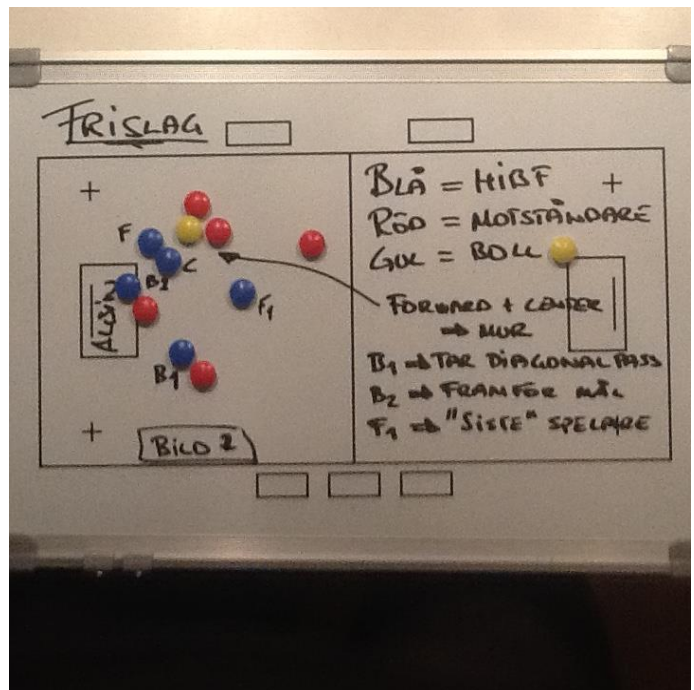 FRISLAG
BLÅ = HIBF
RÖD = MOTSTÅNDARE
GUL = BOLL
F
C
B2
F1
B1
FORWARD + CENTER
⇒ MUR
B1 ⇒ TAR DIAGONALPASS
B2 ⇒ FRAMFÖR MÅL
F1 ⇒ "SISTE" SPELARE
BILD 2